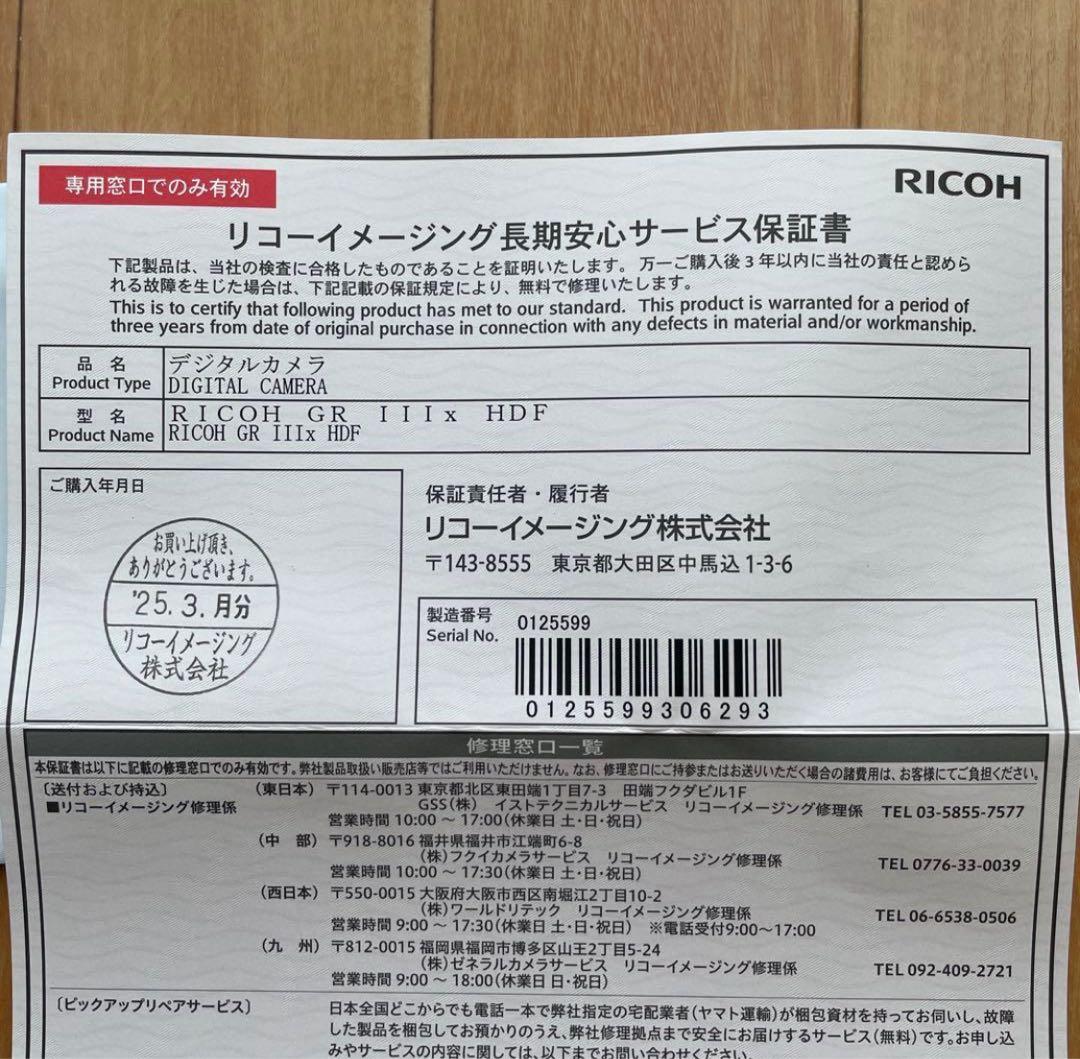 専用窓口でのみ有効
RICOH
リコーイメージング長期安心サービス保証書
下記製品は、当社の検査に合格したものであることを証明いたします。万一ご購入後3年以内に当社の責任と認めら
れる故障を生じた場合は、下記記載の保証規定により、無料で修理いたします。
This is to certify that following product has met to our standard. This product is warranted for a period of
three years from date of original purchase in connection with any defects in material and/or workmanship.
品 名
Product Type
デジタルカメラ
DIGITAL CAMERA
型 名
Product Name
ＲＩＣＯＨ ＧＲ ＩＩＩｘ ＨＤＦ
RICOH GR IIIx HDF
ご購入年月日
お買い上げ頂き、
ありがとうございます。
'25.3.月分
リコーイメージング
株式会社
保証責任者・履行者
リコーイメージング株式会社
〒143-8555 東京都大田区中馬込1-3-6
製造番号
Serial No.
0125599
0125599306293
修理窓口一覧
本保証書は以下に記載の修理窓口でのみ有効です。弊社製品取扱い販売店等ではご利用いただけません。なお、修理窓口にご持参またはお送りいただく場合の諸費用は、お客様にてご負担ください。
〔送付および持込〕
■リコーイメージング修理係
（東日本） 〒114-0013 東京都北区東田端1丁目7-3 田端フクダビル1F
GSS(株) イストテクニカルサービス リコーイメージング修理係 TEL 03-5855-7577
営業時間 10:00 ～ 17:00(休業日 土・日・祝日)
（中 部） 〒918-8016 福井県福井市江端町6-8
(株)フクイカメラサービス リコーイメージング修理係 TEL 0776-33-0039
営業時間 10:00 ～ 17:30(休業日 土・日・祝日)
（西日本） 〒550-0015 大阪府大阪市西区南堀江2丁目10-2
(株)ワールドリテック リコーイメージング修理係 TEL 06-6538-0506
営業時間 9:00 ～ 17:30(休業日 土・日・祝日) ※電話受付9:00～17:00
（九 州） 〒812-0015 福岡県福岡市博多区山王2丁目5-24
(株)ゼネラルカメラサービス リコーイメージング修理係 TEL 092-409-2721
営業時間 9:00 ～ 18:00(休業日 日・祝日)
〔ピックアップリペアサービス〕
日本全国どこからでも電話一本で弊社指定の宅配業者(ヤマト運輸)が梱包資材を持ってお伺いし、故障
した製品を梱包してお預かりのうえ、弊社修理拠点まで安全にお届けするサービス(無料)です。お申し込
みやサービスの内容に関しては、以下までお問い合わせください。